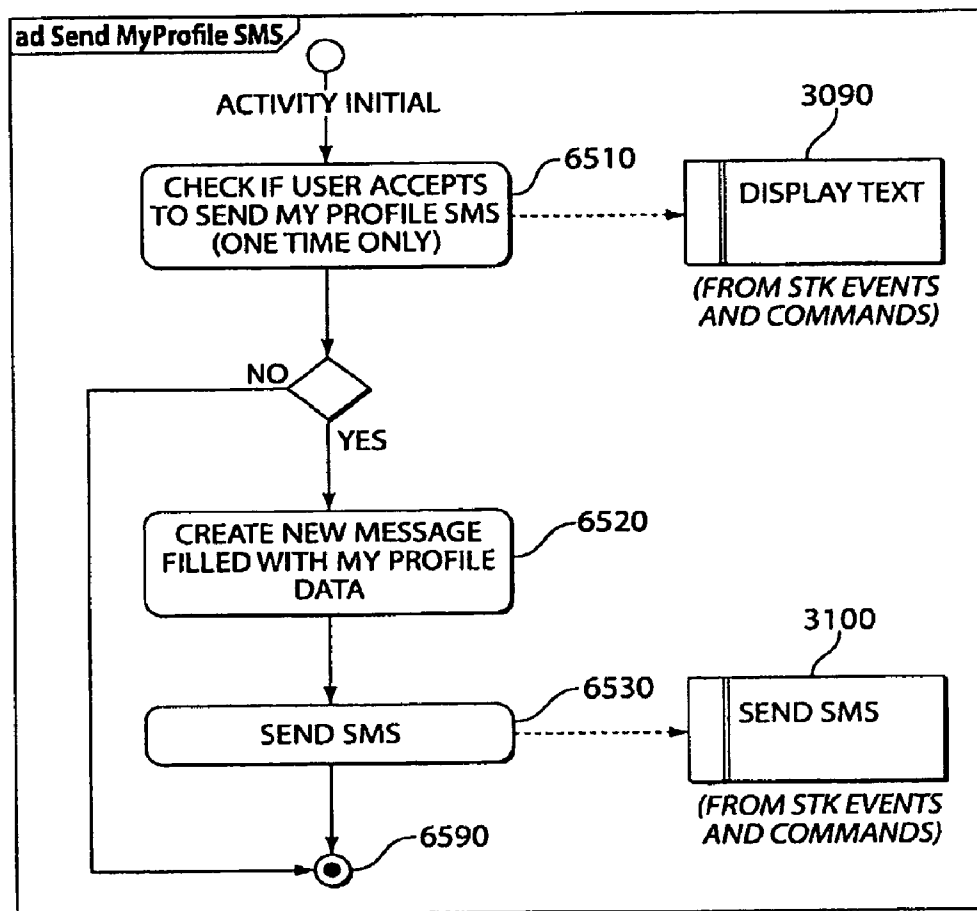 ad Send MyProfile SMS
ACTIVITY INITIAL
6510
CHECK IF USER ACCEPTS
TO SEND MY PROFILE SMS
(ONE TIME ONLY)
3090
DISPLAY TEXT
(FROM STK EVENTS
AND COMMANDS)
NO
YES
6520
CREATE NEW MESSAGE
FILLED WITH MY PROFILE
DATA
6530
SEND SMS
3100
SEND SMS
(FROM STK EVENTS
AND COMMANDS)
6590